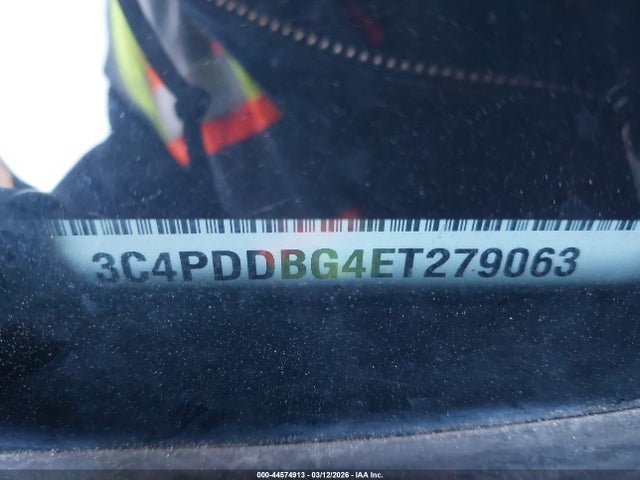 3C4PDDBG4ET279063
000-44574913 - 03/12/2026 - IAA Inc.